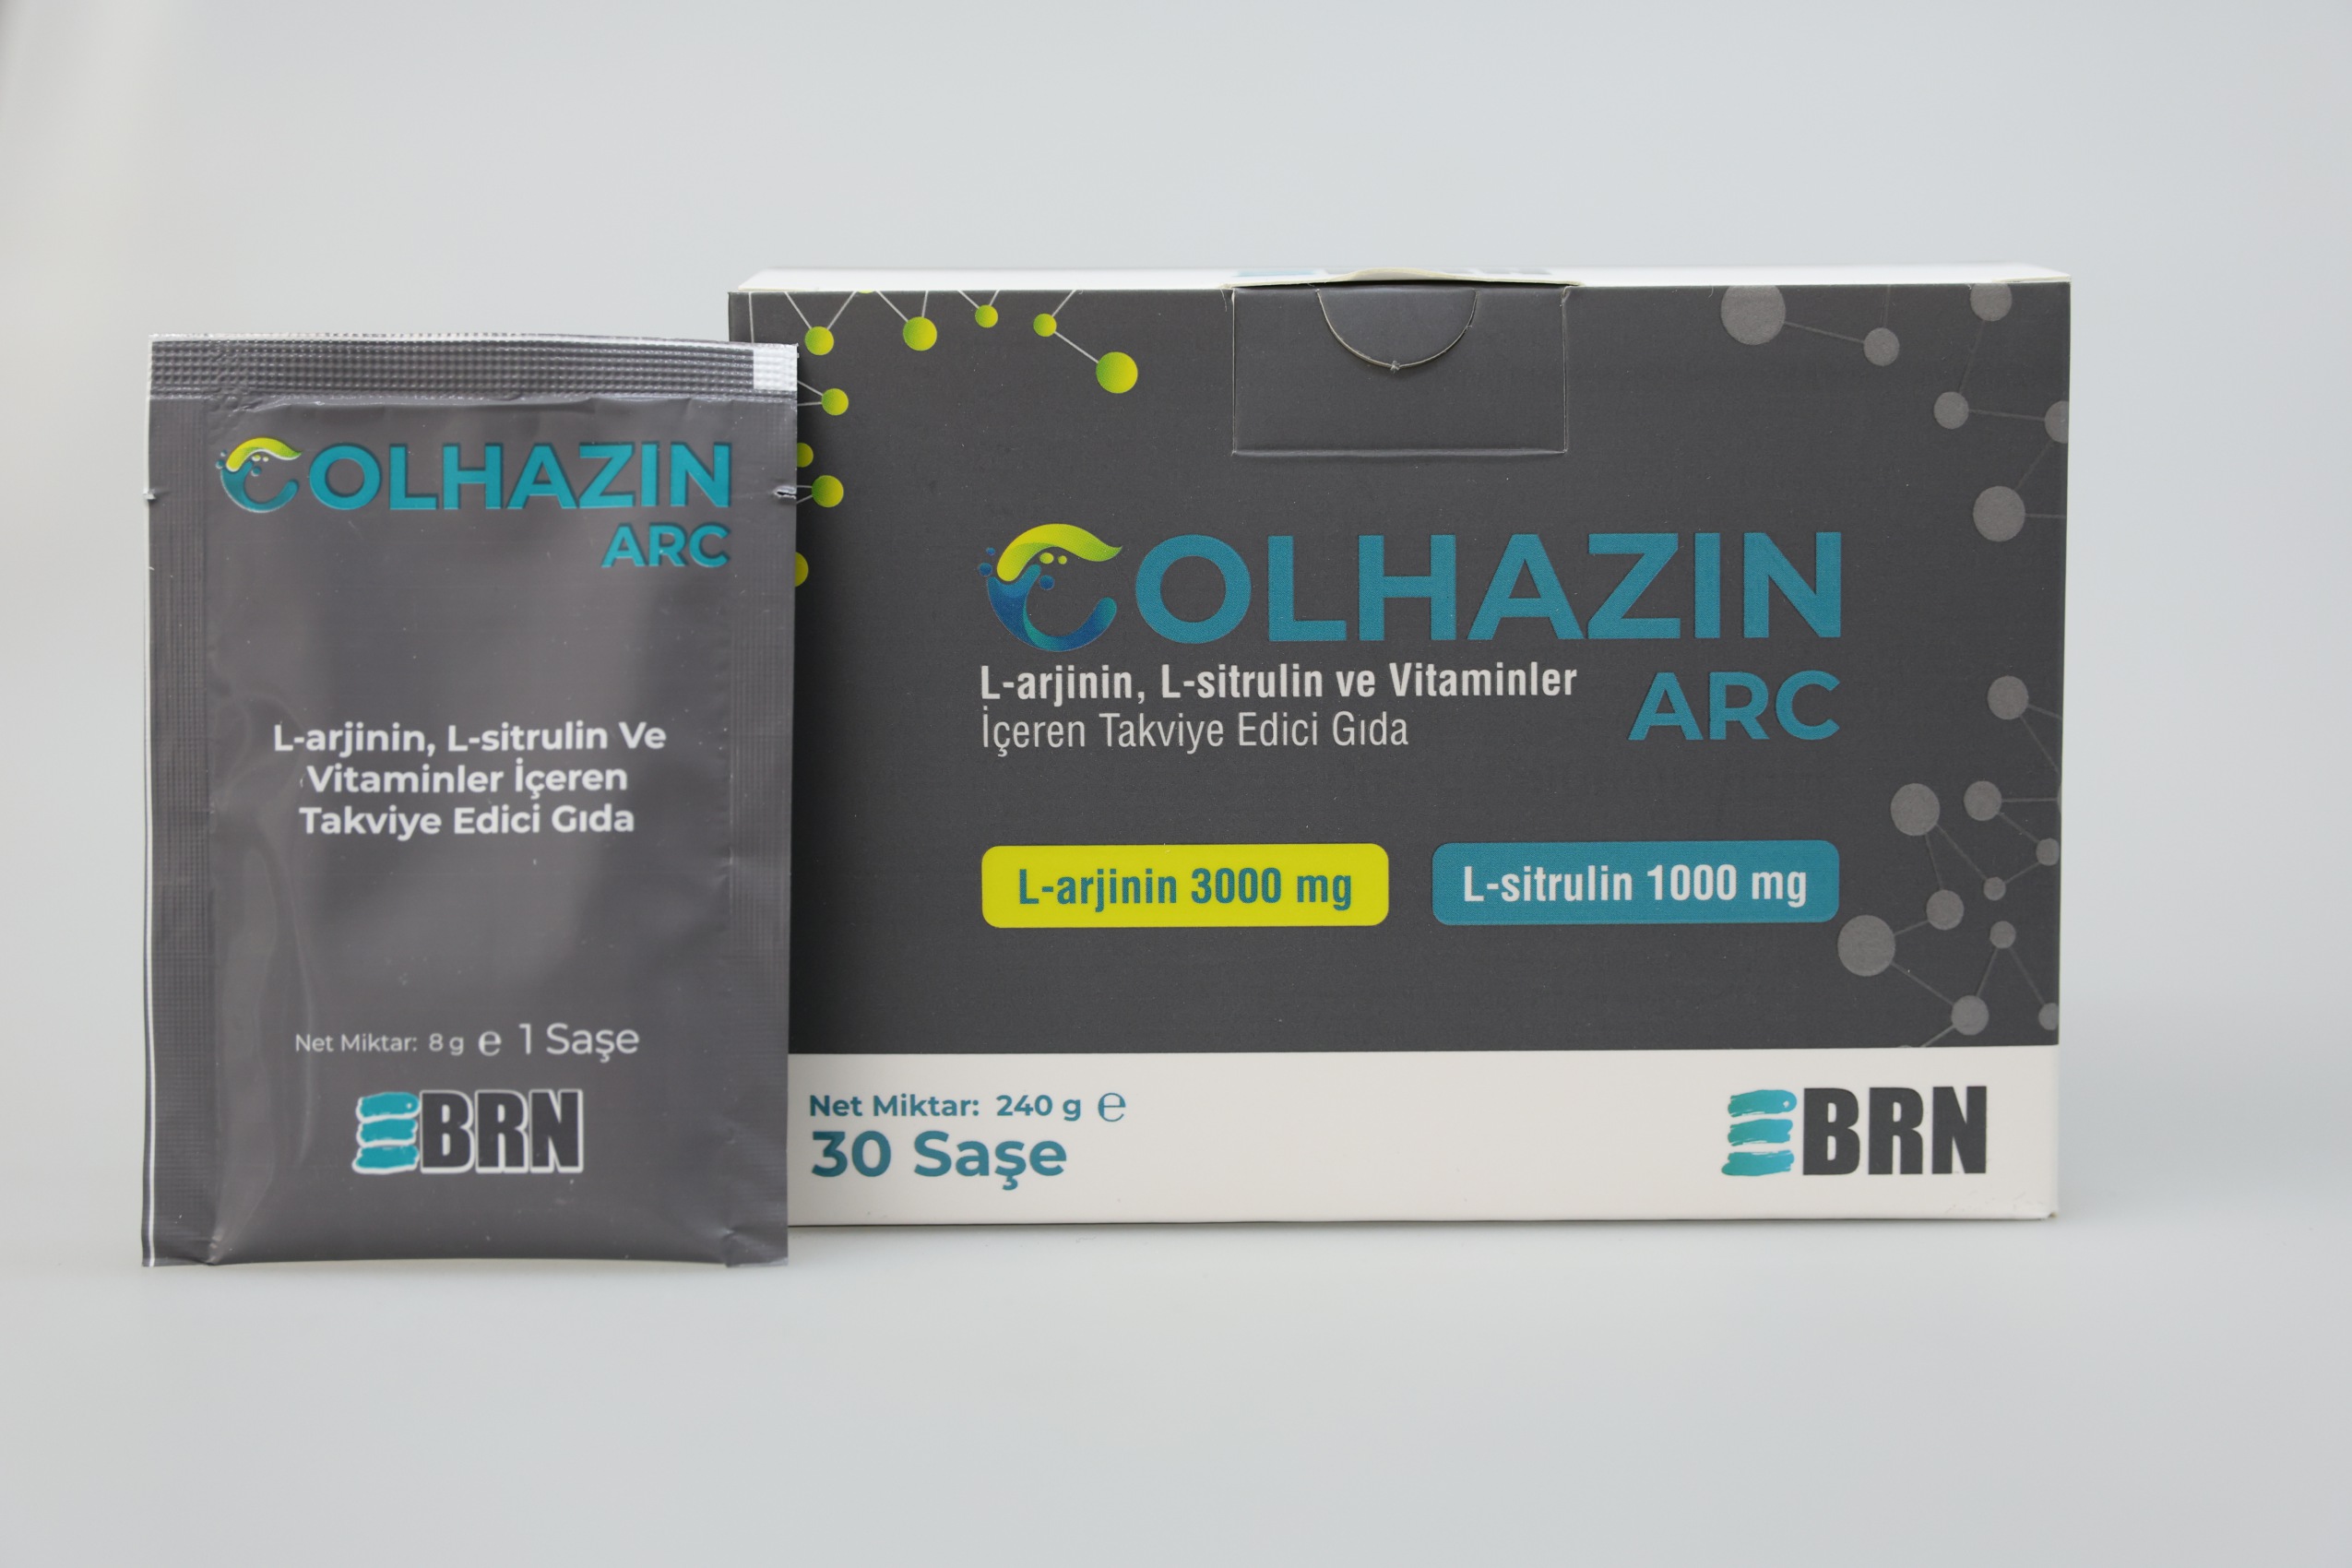 COLHAZIN
ARC
L-arjinin, L-sitrulin Ve
Vitaminler İçeren
Takviye Edici Gıda
Net Miktar: 8 g ℮ 1 Saşe
BRN
COLHAZIN
ARC
L-arjinin, L-sitrulin ve Vitaminler
İçeren Takviye Edici Gıda
L-arjinin 3000 mg
L-sitrulin 1000 mg
Net Miktar: 240 g ℮
30 Saşe
BRN